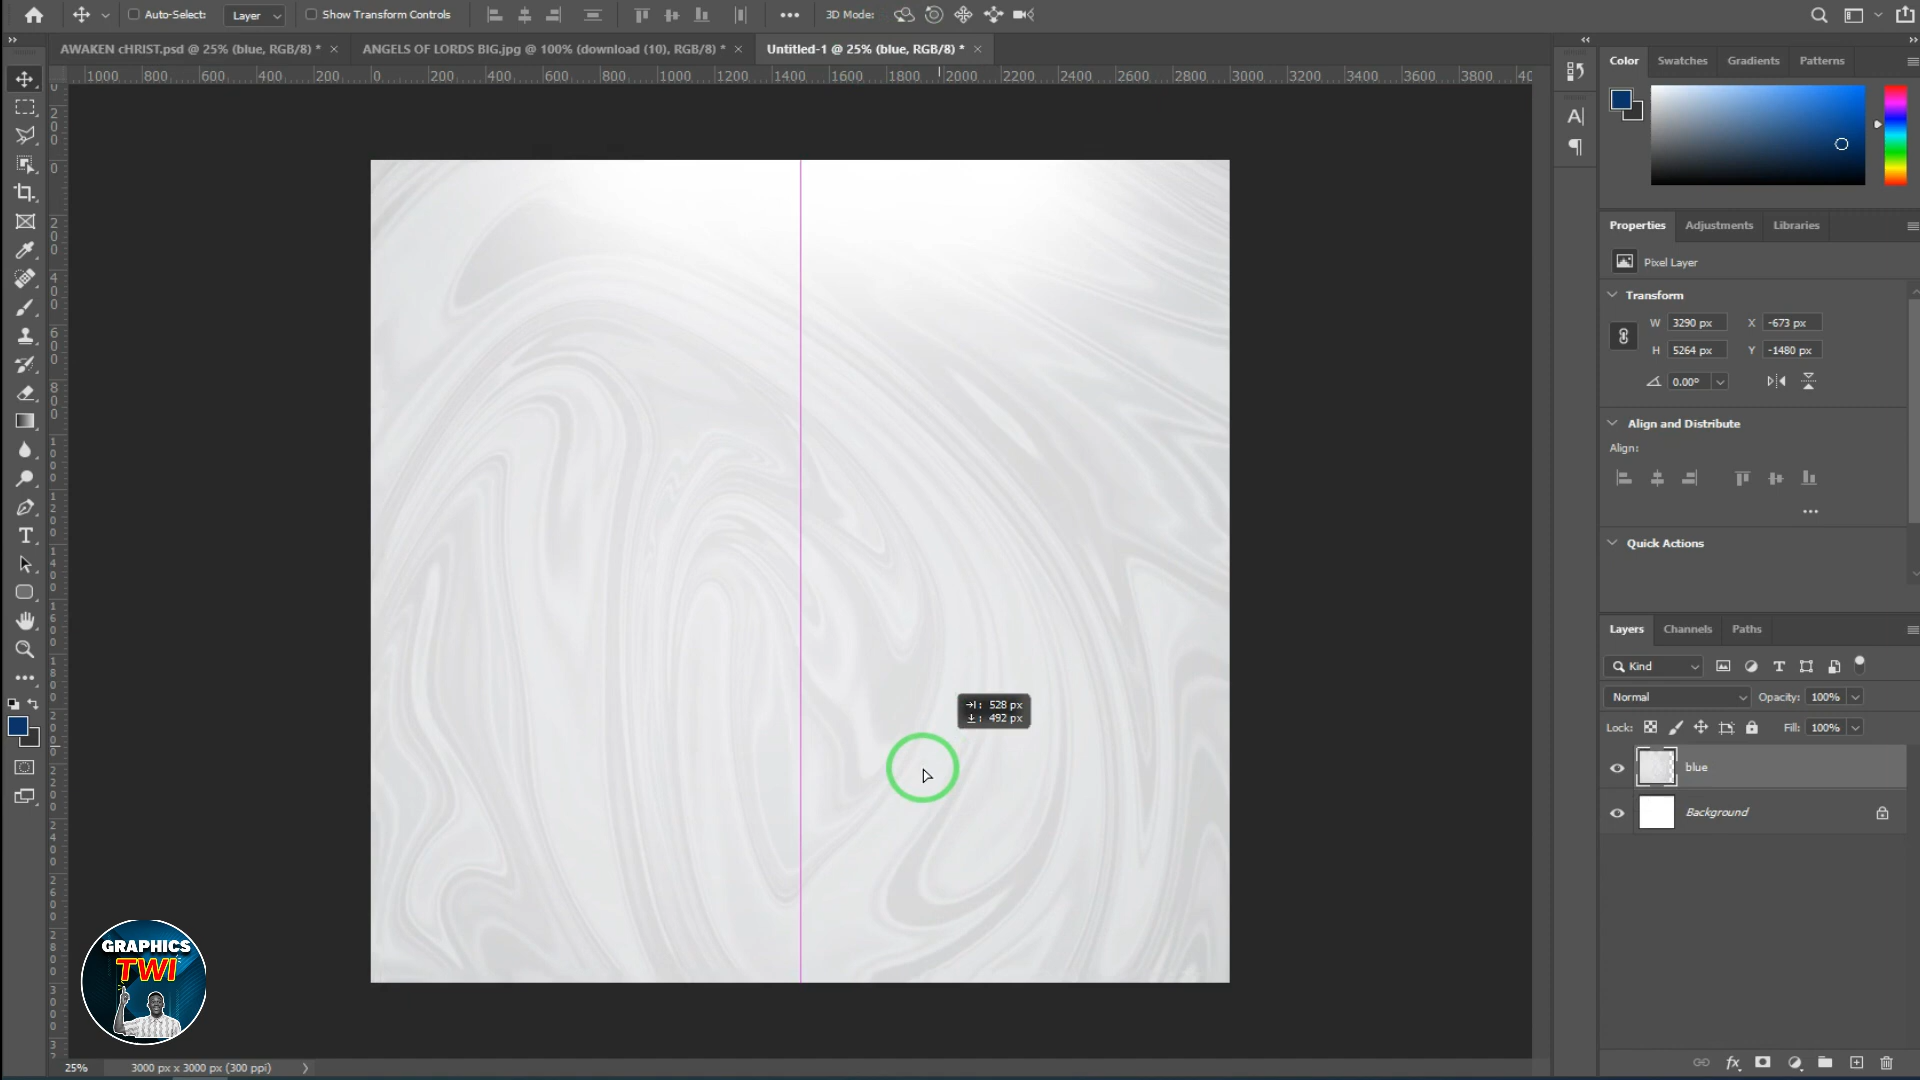 Auto-Select: Layer Show Transform Controls 3D Mode:
AWAKEN cHRIST.psd @ 25% (blue, RGB/8) * ANGELS OF LORDS BIG.jpg @ 100% (download (10), RGB/8) * Untitled-1 @ 25% (blue, RGB/8) *
1000 800 600 400 200 0 200 400 600 800 1000 1200 1400 1600 1800 2000 2200 2400 2600 2800 3000 3200 3400 3600 3800
Color Swatches Gradients Patterns
Properties Adjustments Libraries
Pixel Layer
Transform
W 3290 px X -673 px
H 5264 px Y -1480 px
0.00°
Align and Distribute
Align:
Quick Actions
Layers Channels Paths
Kind
Normal Opacity: 100%
Lock: Fill: 100%
blue
Background
528 px
492 px
GRAPHICS
TWI
25% 3000 px x 3000 px (300 ppi)